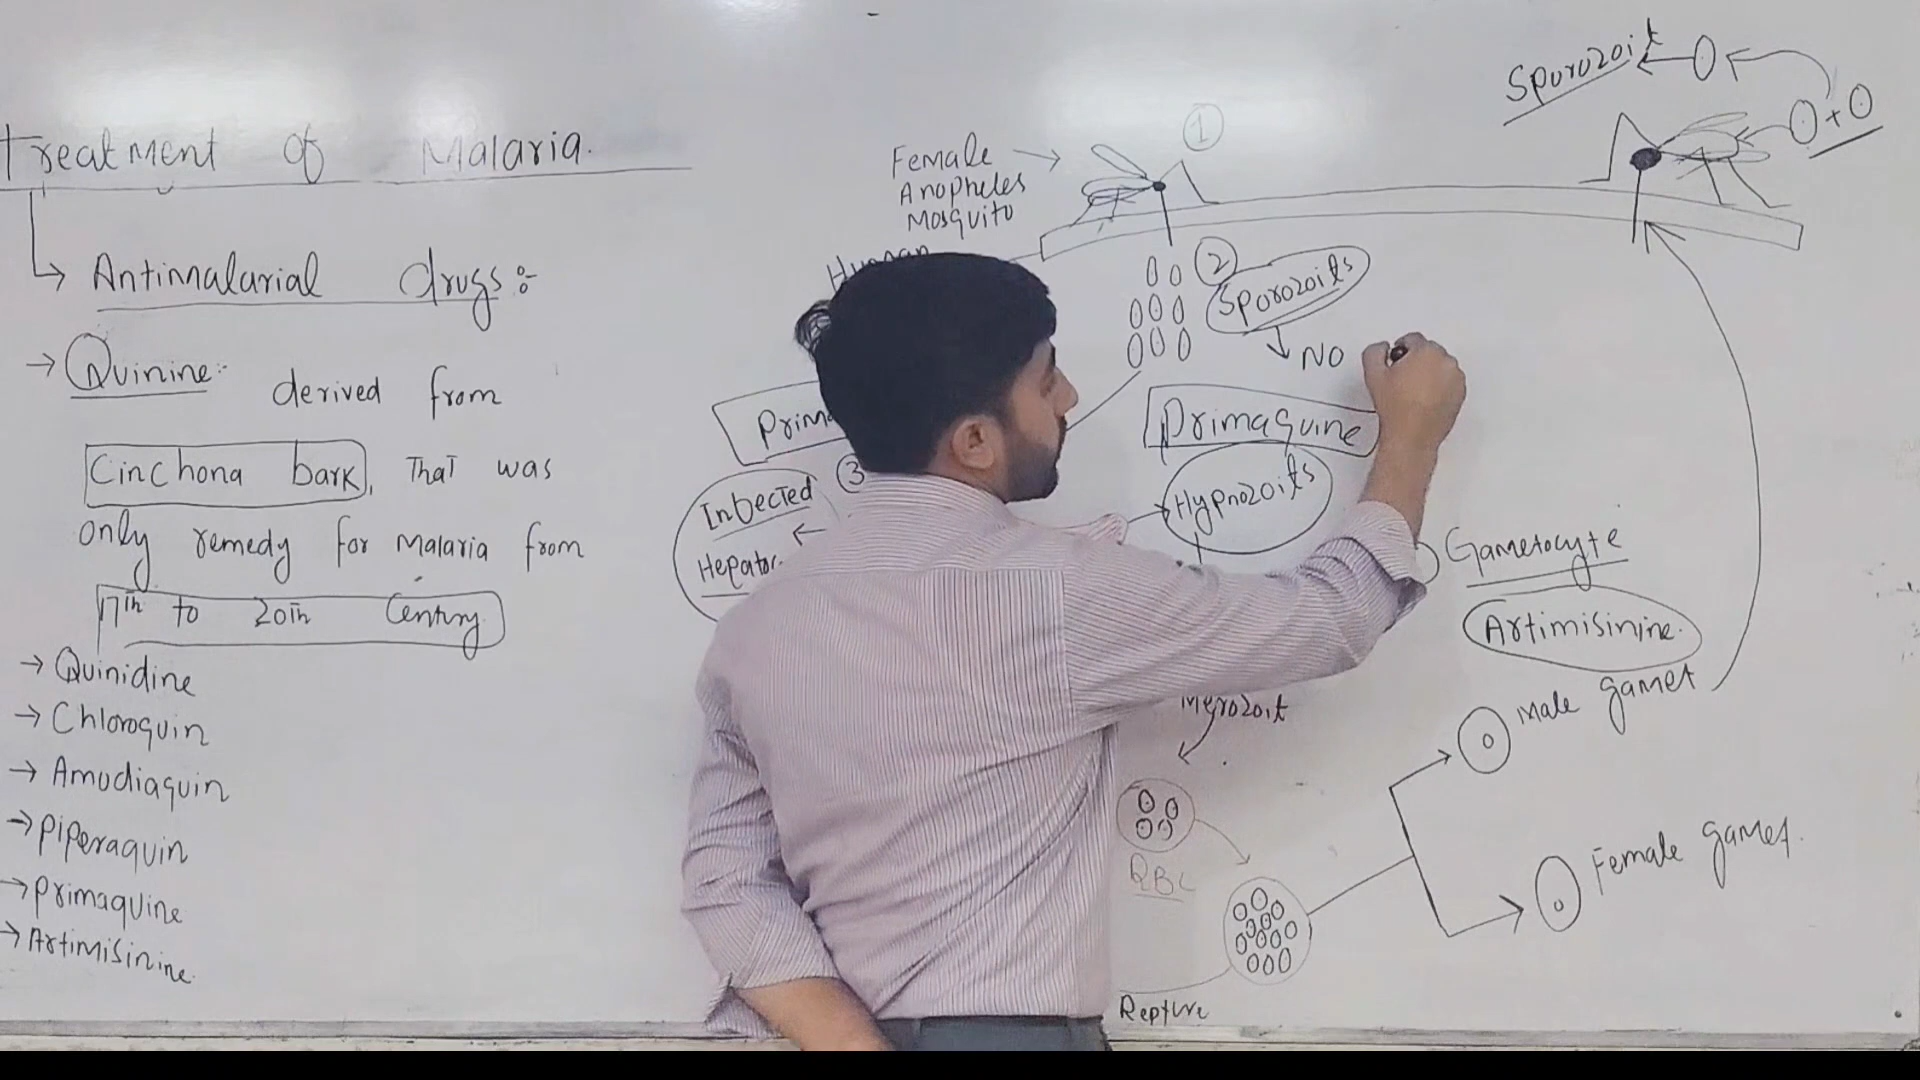 Treatment of Malaria.
Antimalarial drugs:-
→ Quinine:- derived from
Cinchona bark, That was
only remedy for Malaria from
17th to 20th Century
→ Quinidine
→ Chloroquin
→ Amodiaquin
→ Piperaquin
→ Primaquine
→ Artimisinine.
Female
Anopheles
Mosquito
1
2
Sporozoits
NO
Primaquine
Hypnozoits
3
Infected
Merozoit
RBC
Repture
Sporozoit
0+0
Gametocyte
Artimisinine.
Male gamet
Female gamet.